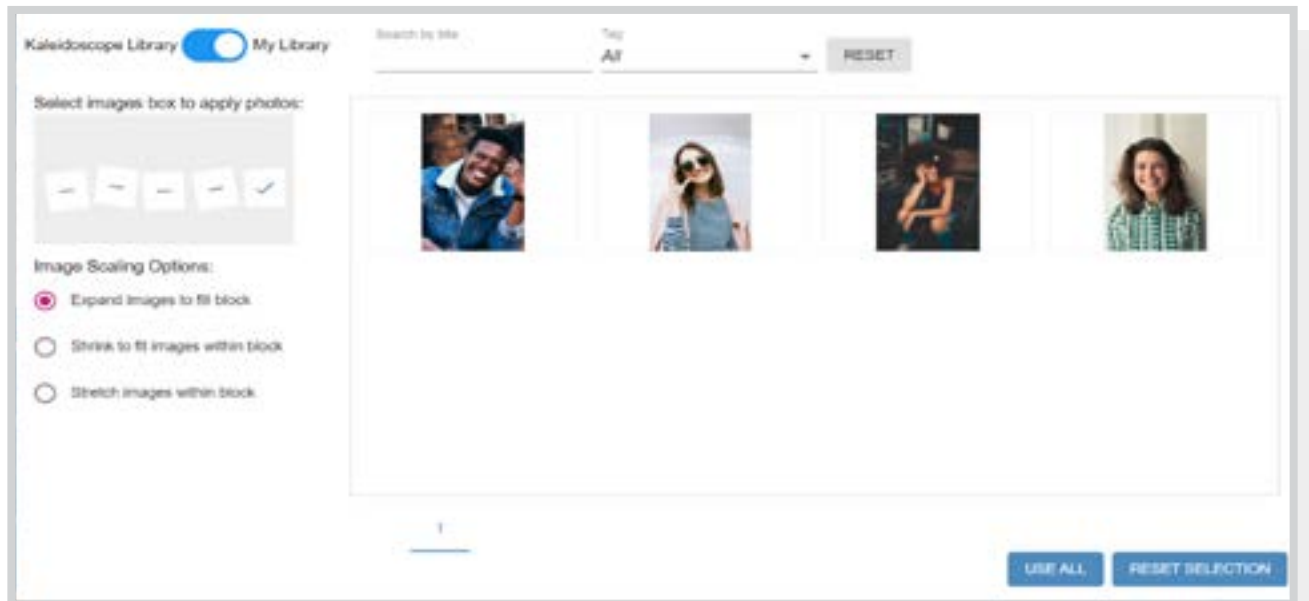 Kaleidoscope Library My Library
Search by title
Tag
All
RESET
Select images box to apply photos:
Image Scaling Options:
Expand images to fill block
Shrink to fit images within block
Stretch images within block
1
USE ALL
RESET SELECTION